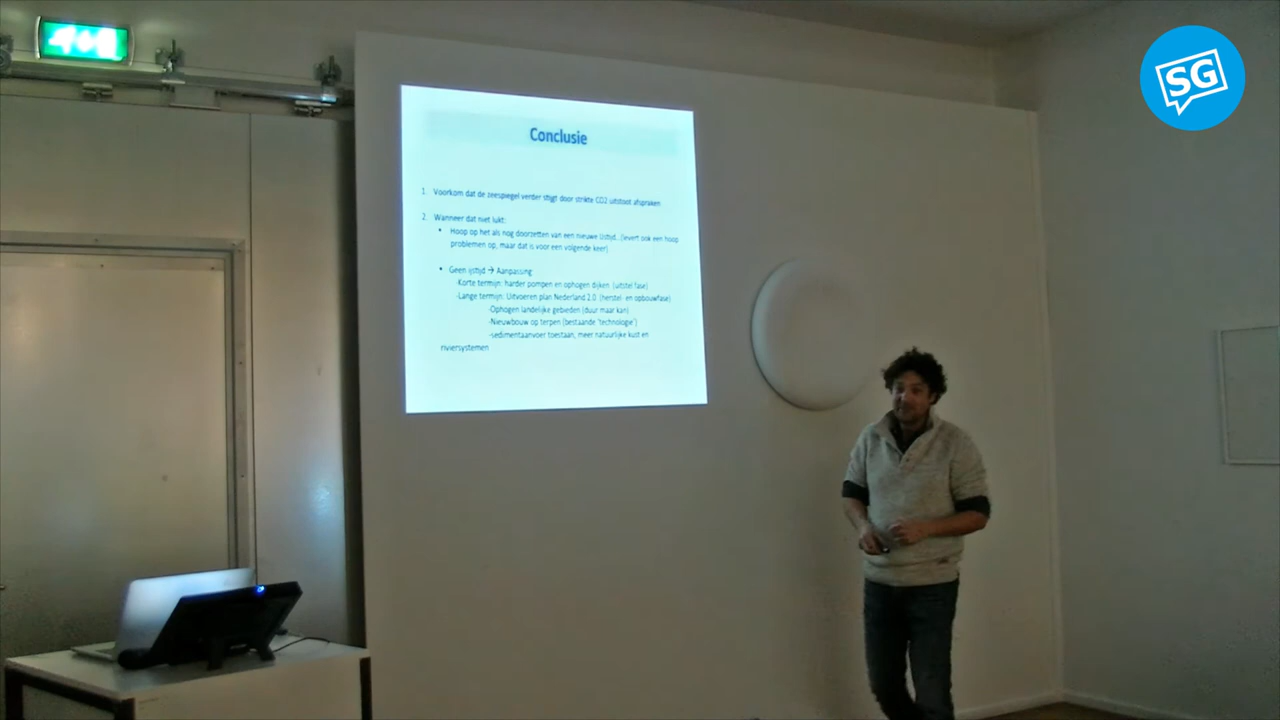 SG
Conclusie
1. Voorkom dat de zeespiegel verder stijgt door strikte CO2 uitstoot afspraken
2. Wanneer dat niet lukt:
• Hoop op het als nog doorzetten van een nieuwe IJstijd...(levert ook een hoop
problemen op, maar dat is voor een volgende keer)
• Geen ijstijd → Aanpassing
-Korte termijn: harder pompen en ophogen dijken (uitstel fase)
-Lange termijn: Uitvoeren plan Nederland 2.0 (herstel- en opbouwfase)
-Ophogen landelijke gebieden (duur maar kan)
-Nieuwbouw op terpen (bestaande 'technologie')
-sedimentaanvoer toestaan, meer natuurlijke kust en
riviersystemen